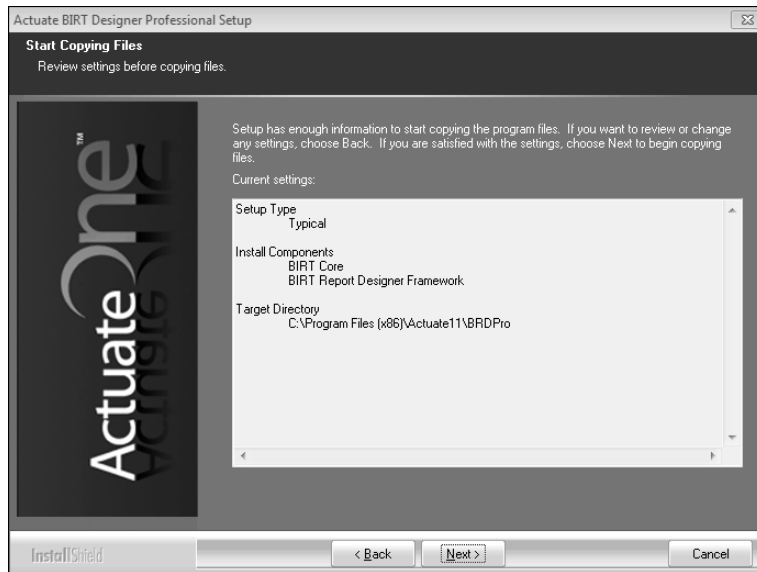 Actuate BIRT Designer Professional Setup
Start Copying Files
Review settings before copying files.
ActuateOne™
Setup has enough information to start copying the program files. If you want to review or change
any settings, choose Back. If you are satisfied with the settings, choose Next to begin copying
files.
Current settings:
Setup Type
Typical
Install Components
BIRT Core
BIRT Report Designer Framework
Target Directory
C:\Program Files (x86)\Actuate11\BRDPro
InstallShield
< Back
Next >
Cancel